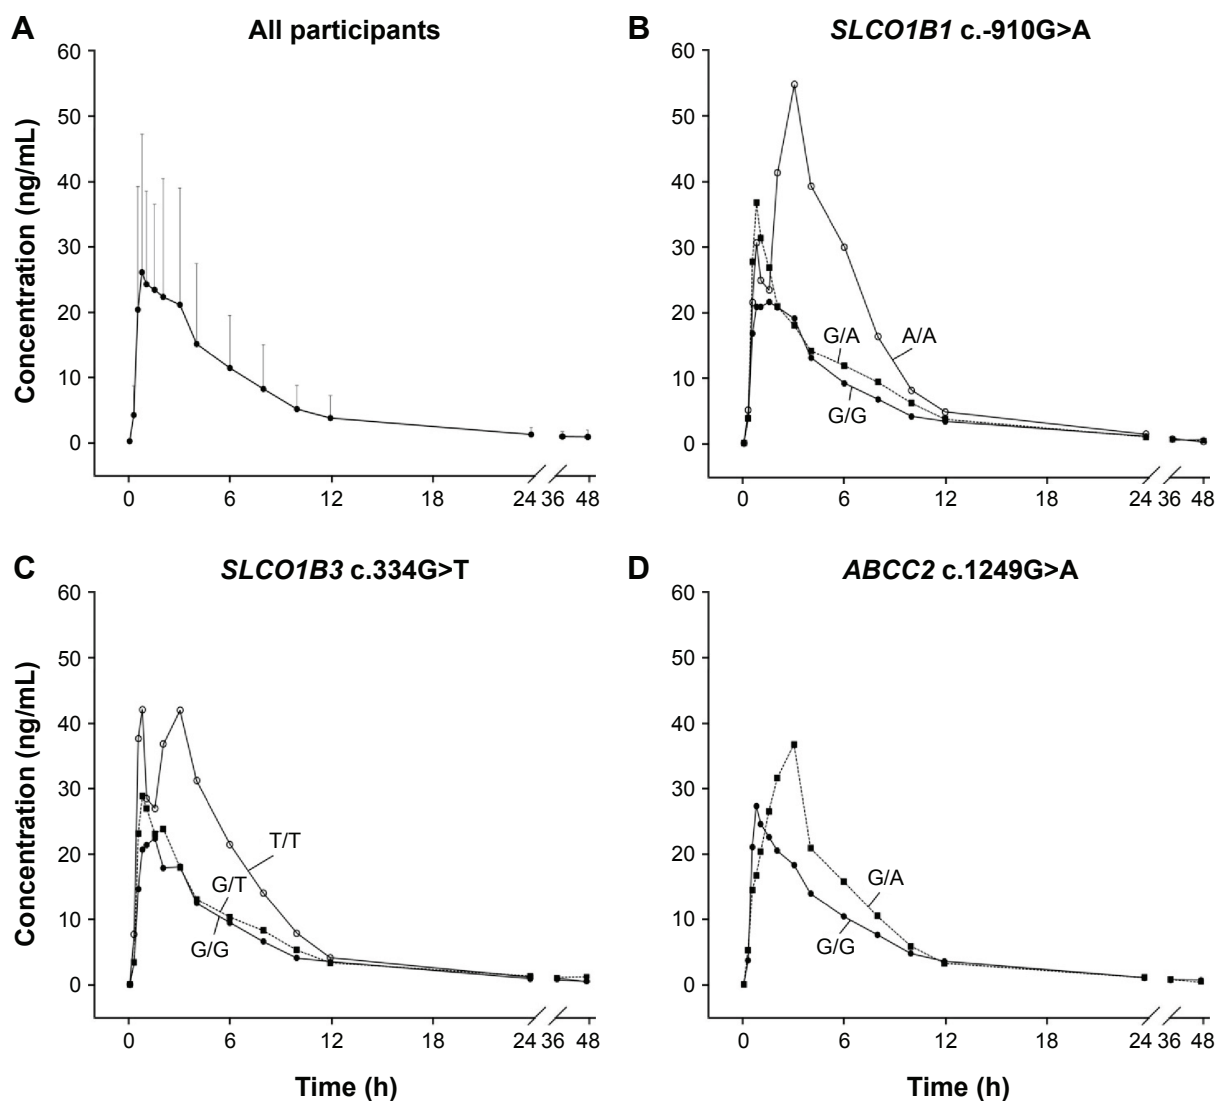 A All participants
60
50
40
30
20
10
0
Concentration (ng/mL)
0 6 12 18 24 36 48
B SLCO1B1 c.-910G>A
60
50
40
30
20
10
0
G/A A/A
G/G
0 6 12 18 24 36 48
C SLCO1B3 c.334G>T
60
50
40
30
20
10
0
Concentration (ng/mL)
T/T
G/T
G/G
0 6 12 18 24 36 48
Time (h)
D ABCC2 c.1249G>A
60
50
40
30
20
10
0
G/A
G/G
0 6 12 18 24 36 48
Time (h)